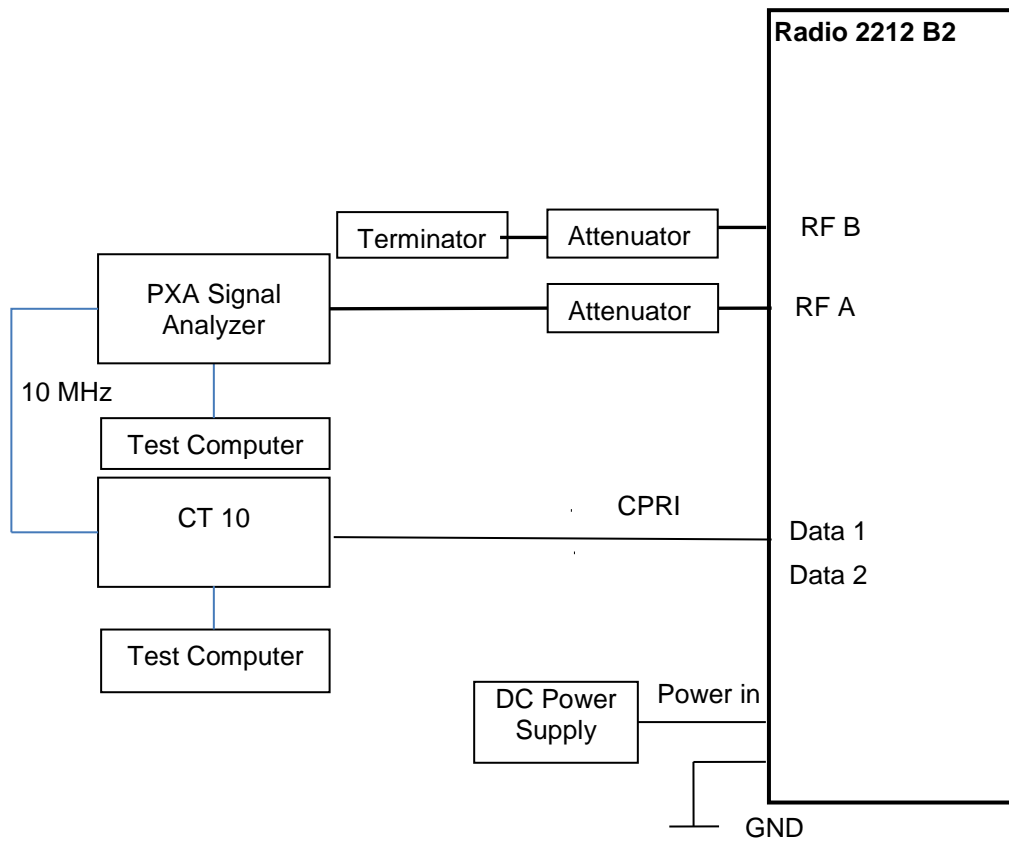 Radio 2212 B2
Terminator
Attenuator
RF B
PXA Signal
Analyzer
Attenuator
RF A
10 MHz
Test Computer
CT 10
CPRI
Data 1
Data 2
Test Computer
DC Power
Supply
Power in
GND